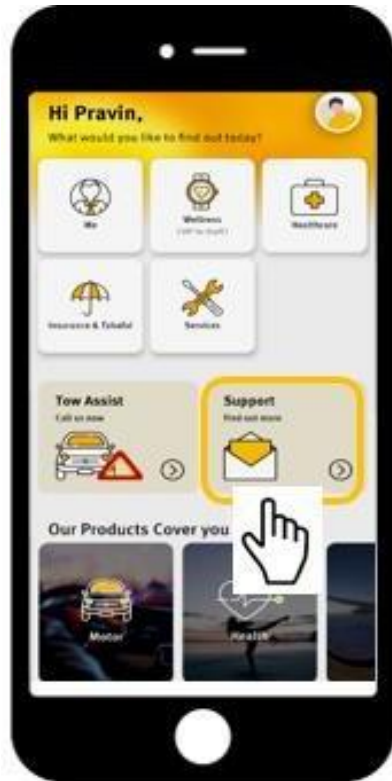 Hi Pravin,
What would you like to find out today?
Me
Wellness
Healthcare
Insurance & Takaful
Services
Tow Assist
Call us now
Support
Find out more
Our Products Cover you
Motor
Health